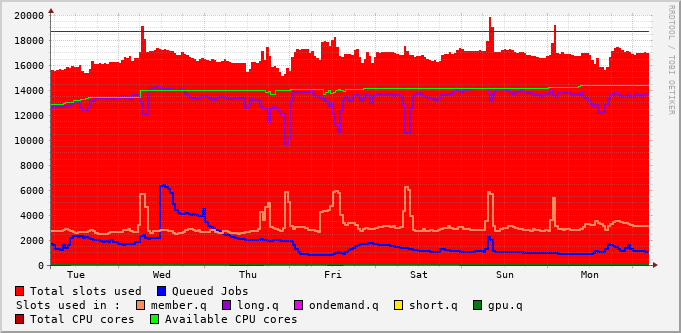 20000
18000
16000
14000
12000
10000
8000
6000
4000
2000
0
Tue Wed Thu Fri Sat Sun Mon
Total slots used Queued Jobs
Slots used in : member.q long.q ondemand.q short.q gpu.q
Total CPU cores Available CPU cores
RRDTOOL / TOBI OETIKER